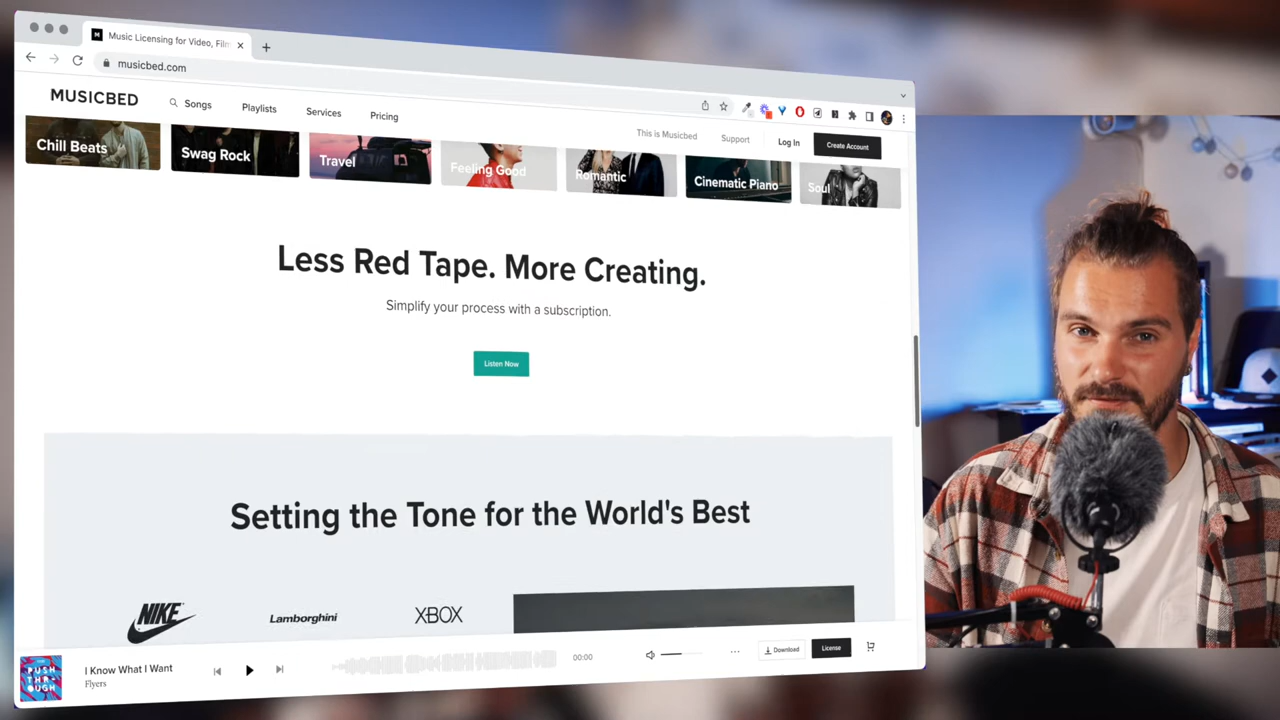 Music Licensing for Video, Film
musicbed.com
MUSICBED
Songs
Playlists
Services
Pricing
This is Musicbed
Support
Log In
Create Account
Chill Beats
Swag Rock
Travel
Feeling Good
Romantic
Cinematic Piano
Soul
Less Red Tape. More Creating.
Simplify your process with a subscription.
Listen Now
Setting the Tone for the World's Best
NIKE
Lamborghini
XBOX
PUSH
THR
OUGH
I Know What I Want
Flyers
00:00
Download
License